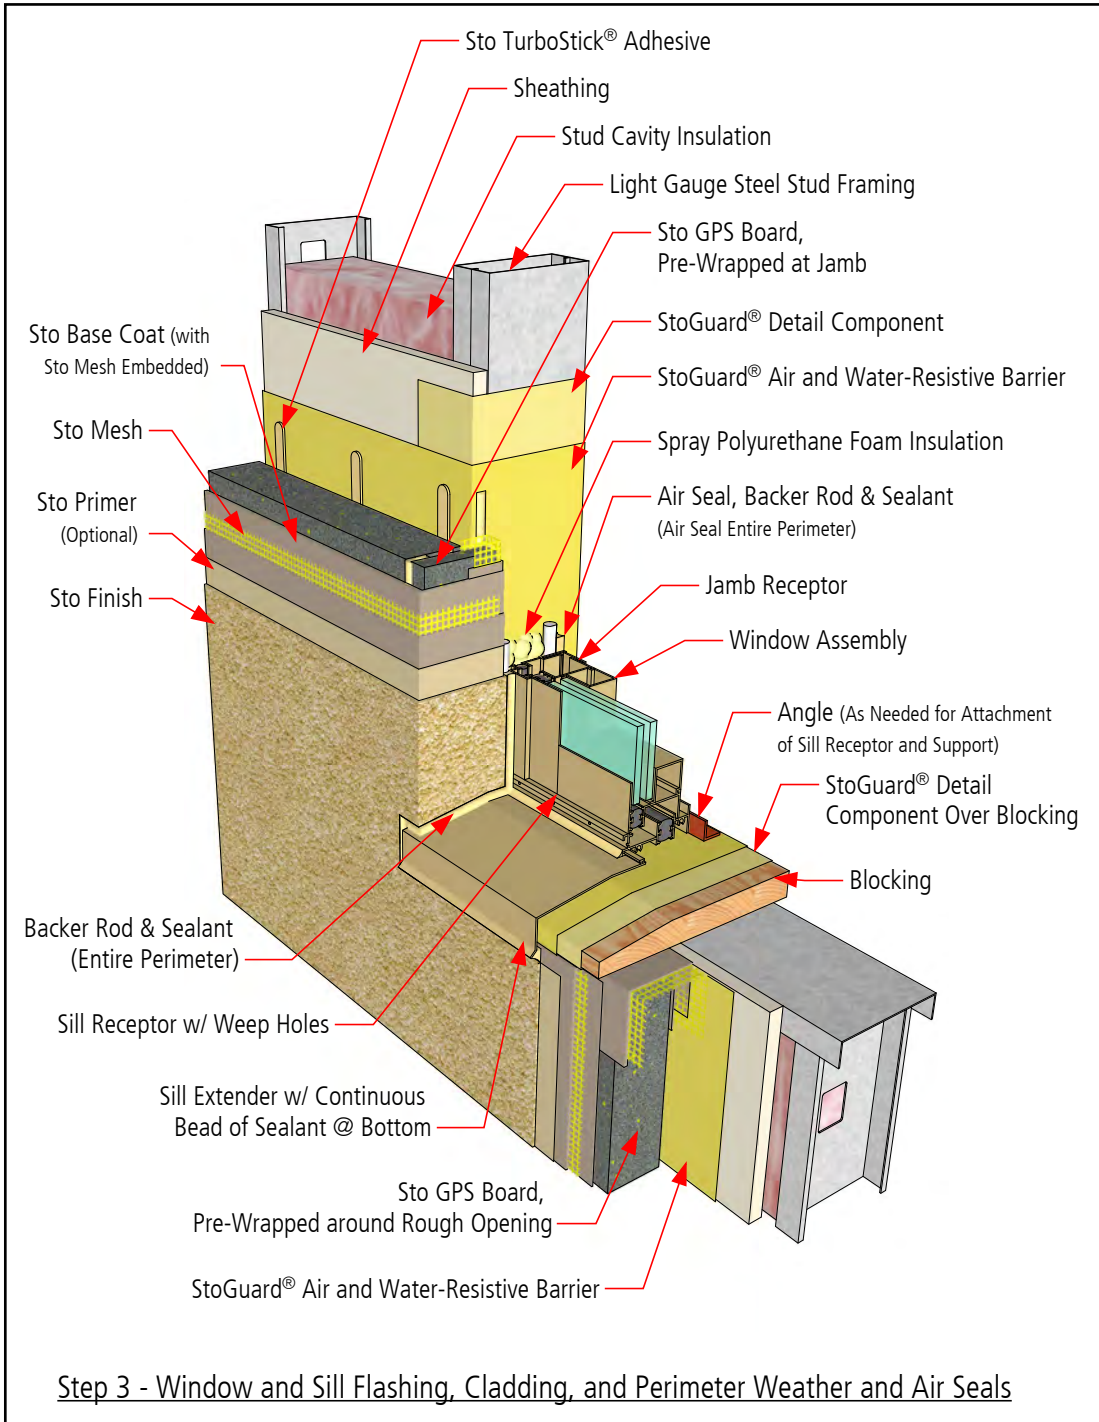 Sto TurboStick® Adhesive
Sheathing
Stud Cavity Insulation
Light Gauge Steel Stud Framing
Sto GPS Board,
Pre-Wrapped at Jamb
StoGuard® Detail Component
StoGuard® Air and Water-Resistive Barrier
Spray Polyurethane Foam Insulation
Air Seal, Backer Rod & Sealant
(Air Seal Entire Perimeter)
Jamb Receptor
Window Assembly
Angle (As Needed for Attachment
of Sill Receptor and Support)
StoGuard® Detail
Component Over Blocking
Blocking
Sto Base Coat (with
Sto Mesh Embedded)
Sto Mesh
Sto Primer
(Optional)
Sto Finish
Backer Rod & Sealant
(Entire Perimeter)
Sill Receptor w/ Weep Holes
Sill Extender w/ Continuous
Bead of Sealant @ Bottom
Sto GPS Board,
Pre-Wrapped around Rough Opening
StoGuard® Air and Water-Resistive Barrier
Step 3 - Window and Sill Flashing, Cladding, and Perimeter Weather and Air Seals